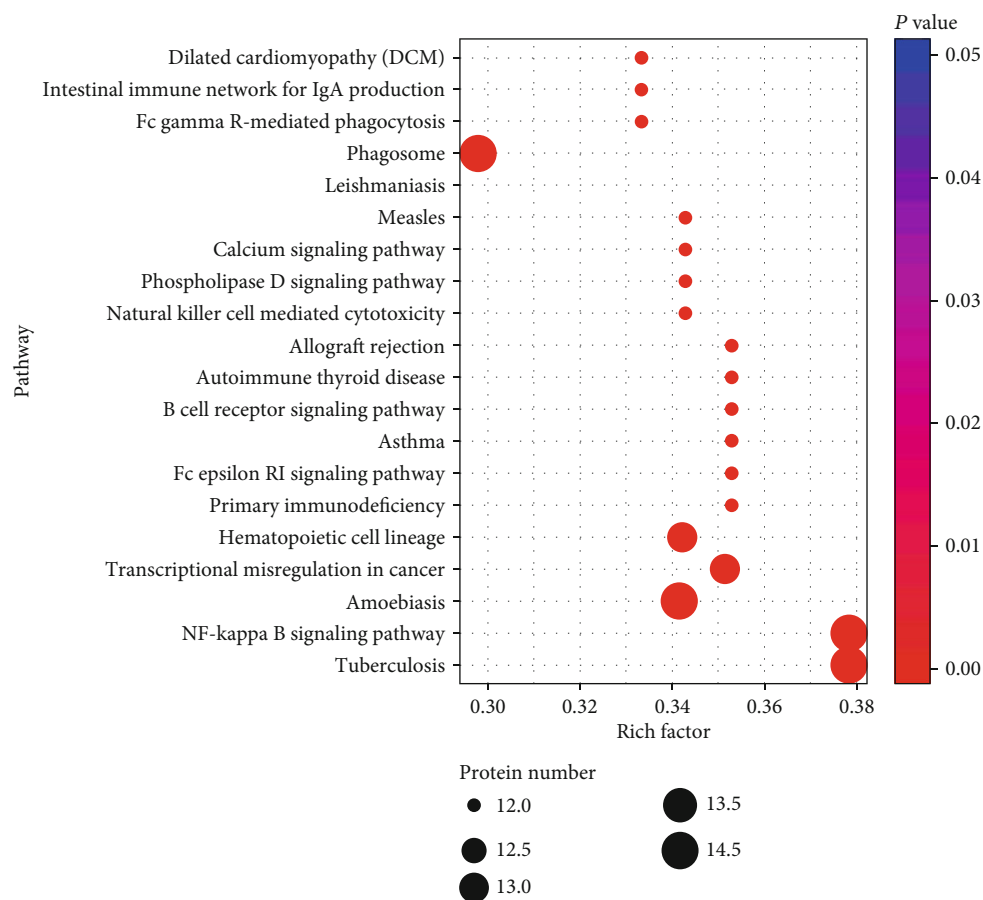 P value
Dilated cardiomyopathy (DCM)
Intestinal immune network for IgA production
Fc gamma R-mediated phagocytosis
Phagosome
Leishmaniasis
Measles
Calcium signaling pathway
Phospholipase D signaling pathway
Natural killer cell mediated cytotoxicity
Allograft rejection
Autoimmune thyroid disease
B cell receptor signaling pathway
Asthma
Fc epsilon RI signaling pathway
Primary immunodeficiency
Hematopoietic cell lineage
Transcriptional misregulation in cancer
Amoebiasis
NF-kappa B signaling pathway
Tuberculosis
Pathway
0.05
0.04
0.03
0.02
0.01
0.00
0.30 0.32 0.34 0.36 0.38
Rich factor
Protein number
12.0
12.5
13.0
13.5
14.5